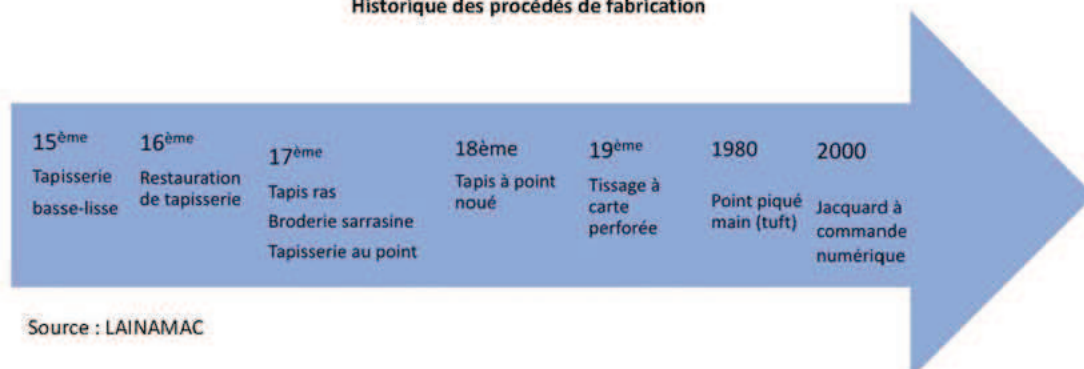 Historique des procédés de fabrication
15ème
Tapisserie
basse-lisse
16ème
Restauration
de tapisserie
17ème
Tapis ras
Broderie sarrasine
Tapisserie au point
18ème
Tapis à point
noué
19ème
Tissage à
carte
perforée
1980
Point piqué
main (tuft)
2000
Jacquard à
commande
numérique
Source : LAINAMAC